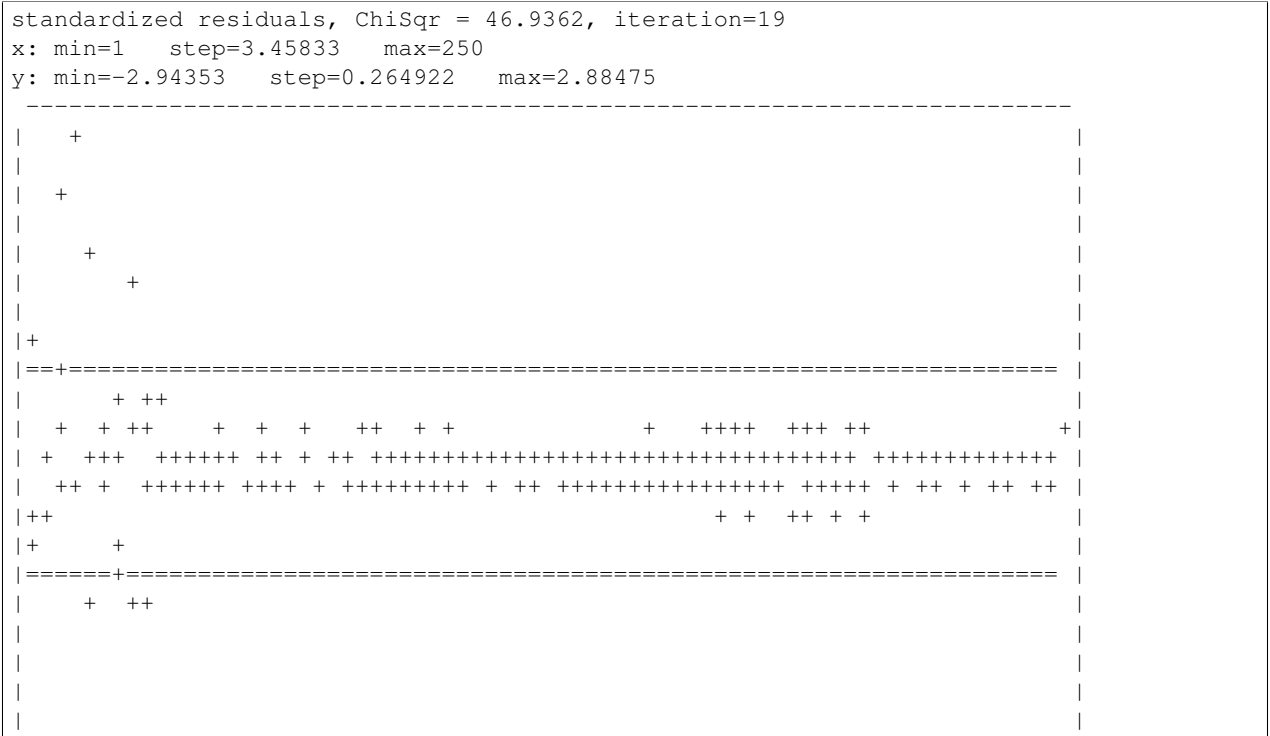 standardized residuals, ChiSqr = 46.9362, iteration=19
x: min=1   step=3.45833   max=250
y: min=-2.94353   step=0.264922   max=2.88475
 -------------------------------------------------------------------------
|   +                                                                     |
|                                                                         |
|  +                                                                      |
|                                                                         |
|    +                                                                    |
|       +                                                                 |
|                                                                         |
|+                                                                        |
|==+===================================================================== |
|      + ++                                                               |
|  +  + ++    +  +  +   ++  + +             +   ++++  +++ ++             +|
| +  +++  ++++++ ++ + ++ ++++++++++++++++++++++++++++++++++ +++++++++++++ |
|  ++ +  ++++++ ++++ + +++++++++ + ++ ++++++++++++++++ +++++ + ++ + ++ ++ |
|++                                              + +  ++ + +              |
|+     +                                                                  |
|======+================================================================= |
|    +  ++                                                                |
|                                                                         |
|                                                                         |
|                                                                         |
|                                                                         |